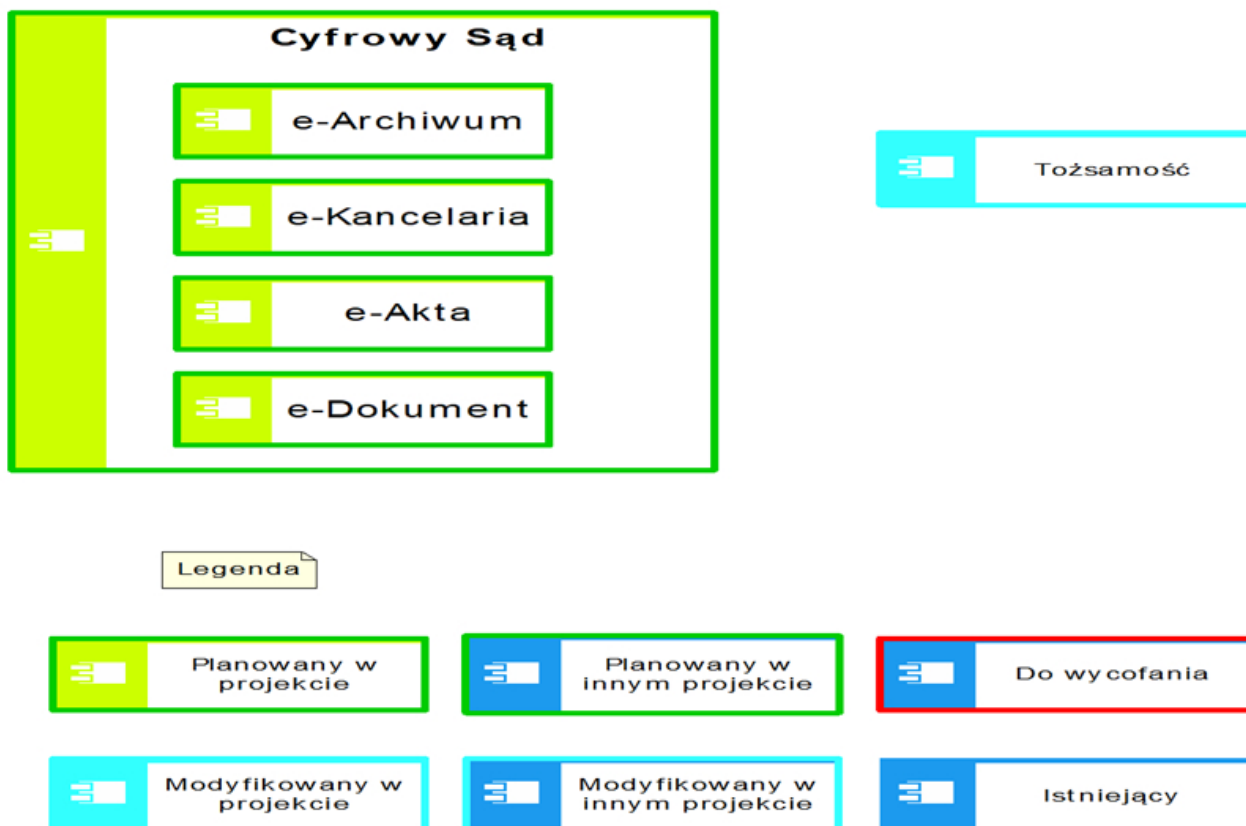 Cyfrowy Sąd
e-Archiwum
Tożsamość
e-Kancelaria
e-Akta
e-Dokument
Legenda
Planowany w
projekcie
Planowany w
innym projekcie
Do wycofania
Modyfikowany w
projekcie
Modyfikowany w
innym projekcie
Istniejący